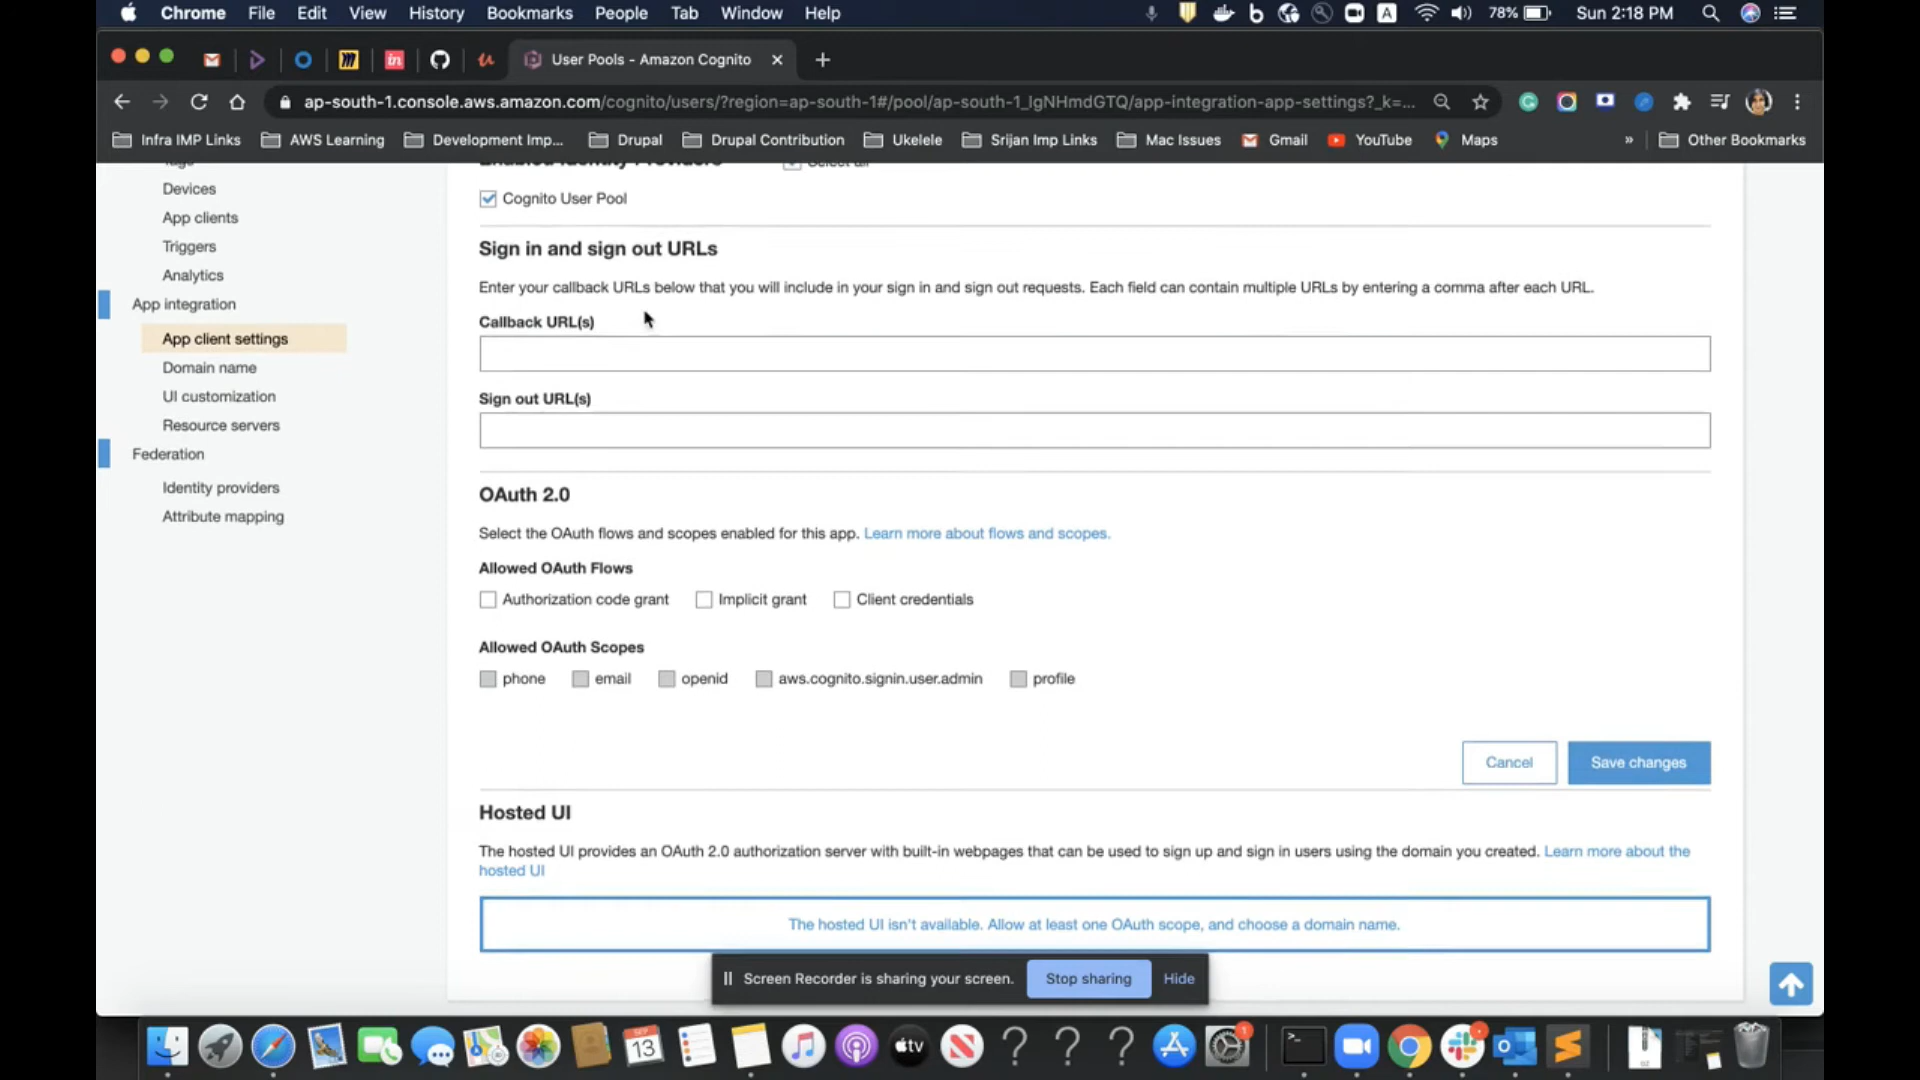 Chrome File Edit View History Bookmarks People Tab Window Help 78% Sun 2:18 PM
User Pools - Amazon Cognito
ap-south-1.console.aws.amazon.com/cognito/users/?region=ap-south-1#/pool/ap-south-1_IgNHmdGTQ/app-integration-app-settings?_k=...
Infra IMP Links AWS Learning Development Imp... Drupal Drupal Contribution Ukelele Srijan Imp Links Mac Issues Gmail YouTube Maps » Other Bookmarks
Tags
Devices
App clients
Triggers
Analytics
App integration
App client settings
Domain name
UI customization
Resource servers
Federation
Identity providers
Attribute mapping
Enabled Identity Providers Select all
Cognito User Pool
Sign in and sign out URLs
Enter your callback URLs below that you will include in your sign in and sign out requests. Each field can contain multiple URLs by entering a comma after each URL.
Callback URL(s)
Sign out URL(s)
OAuth 2.0
Select the OAuth flows and scopes enabled for this app. Learn more about flows and scopes.
Allowed OAuth Flows
Authorization code grant Implicit grant Client credentials
Allowed OAuth Scopes
phone email openid aws.cognito.signin.user.admin profile
Cancel Save changes
Hosted UI
The hosted UI provides an OAuth 2.0 authorization server with built-in webpages that can be used to sign up and sign in users using the domain you created. Learn more about the
hosted UI
The hosted UI isn't available. Allow at least one OAuth scope, and choose a domain name.
Screen Recorder is sharing your screen. Stop sharing Hide
SEP
13
tv